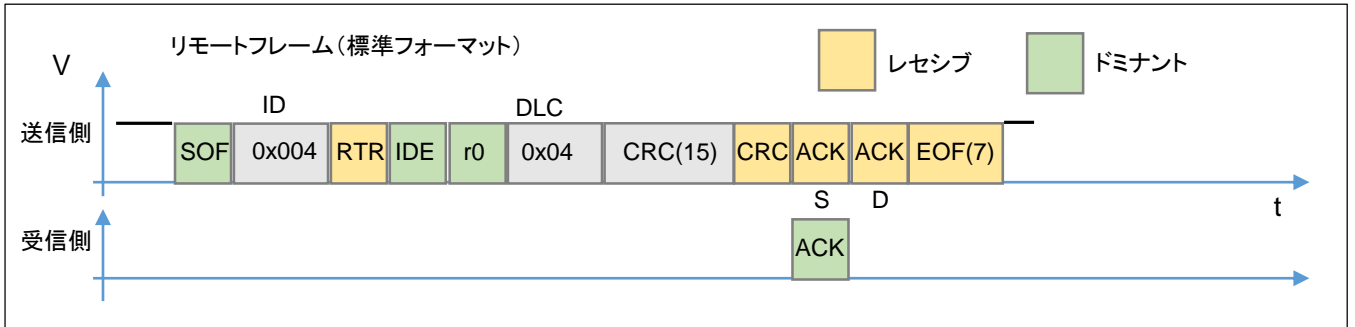 リモートフレーム（標準フォーマット）
レセシブ
ドミナント
V
ID
DLC
送信側
SOF
0x004
RTR
IDE
r0
0x04
CRC(15)
CRC
ACK
ACK
EOF(7)
S
D
t
受信側
ACK